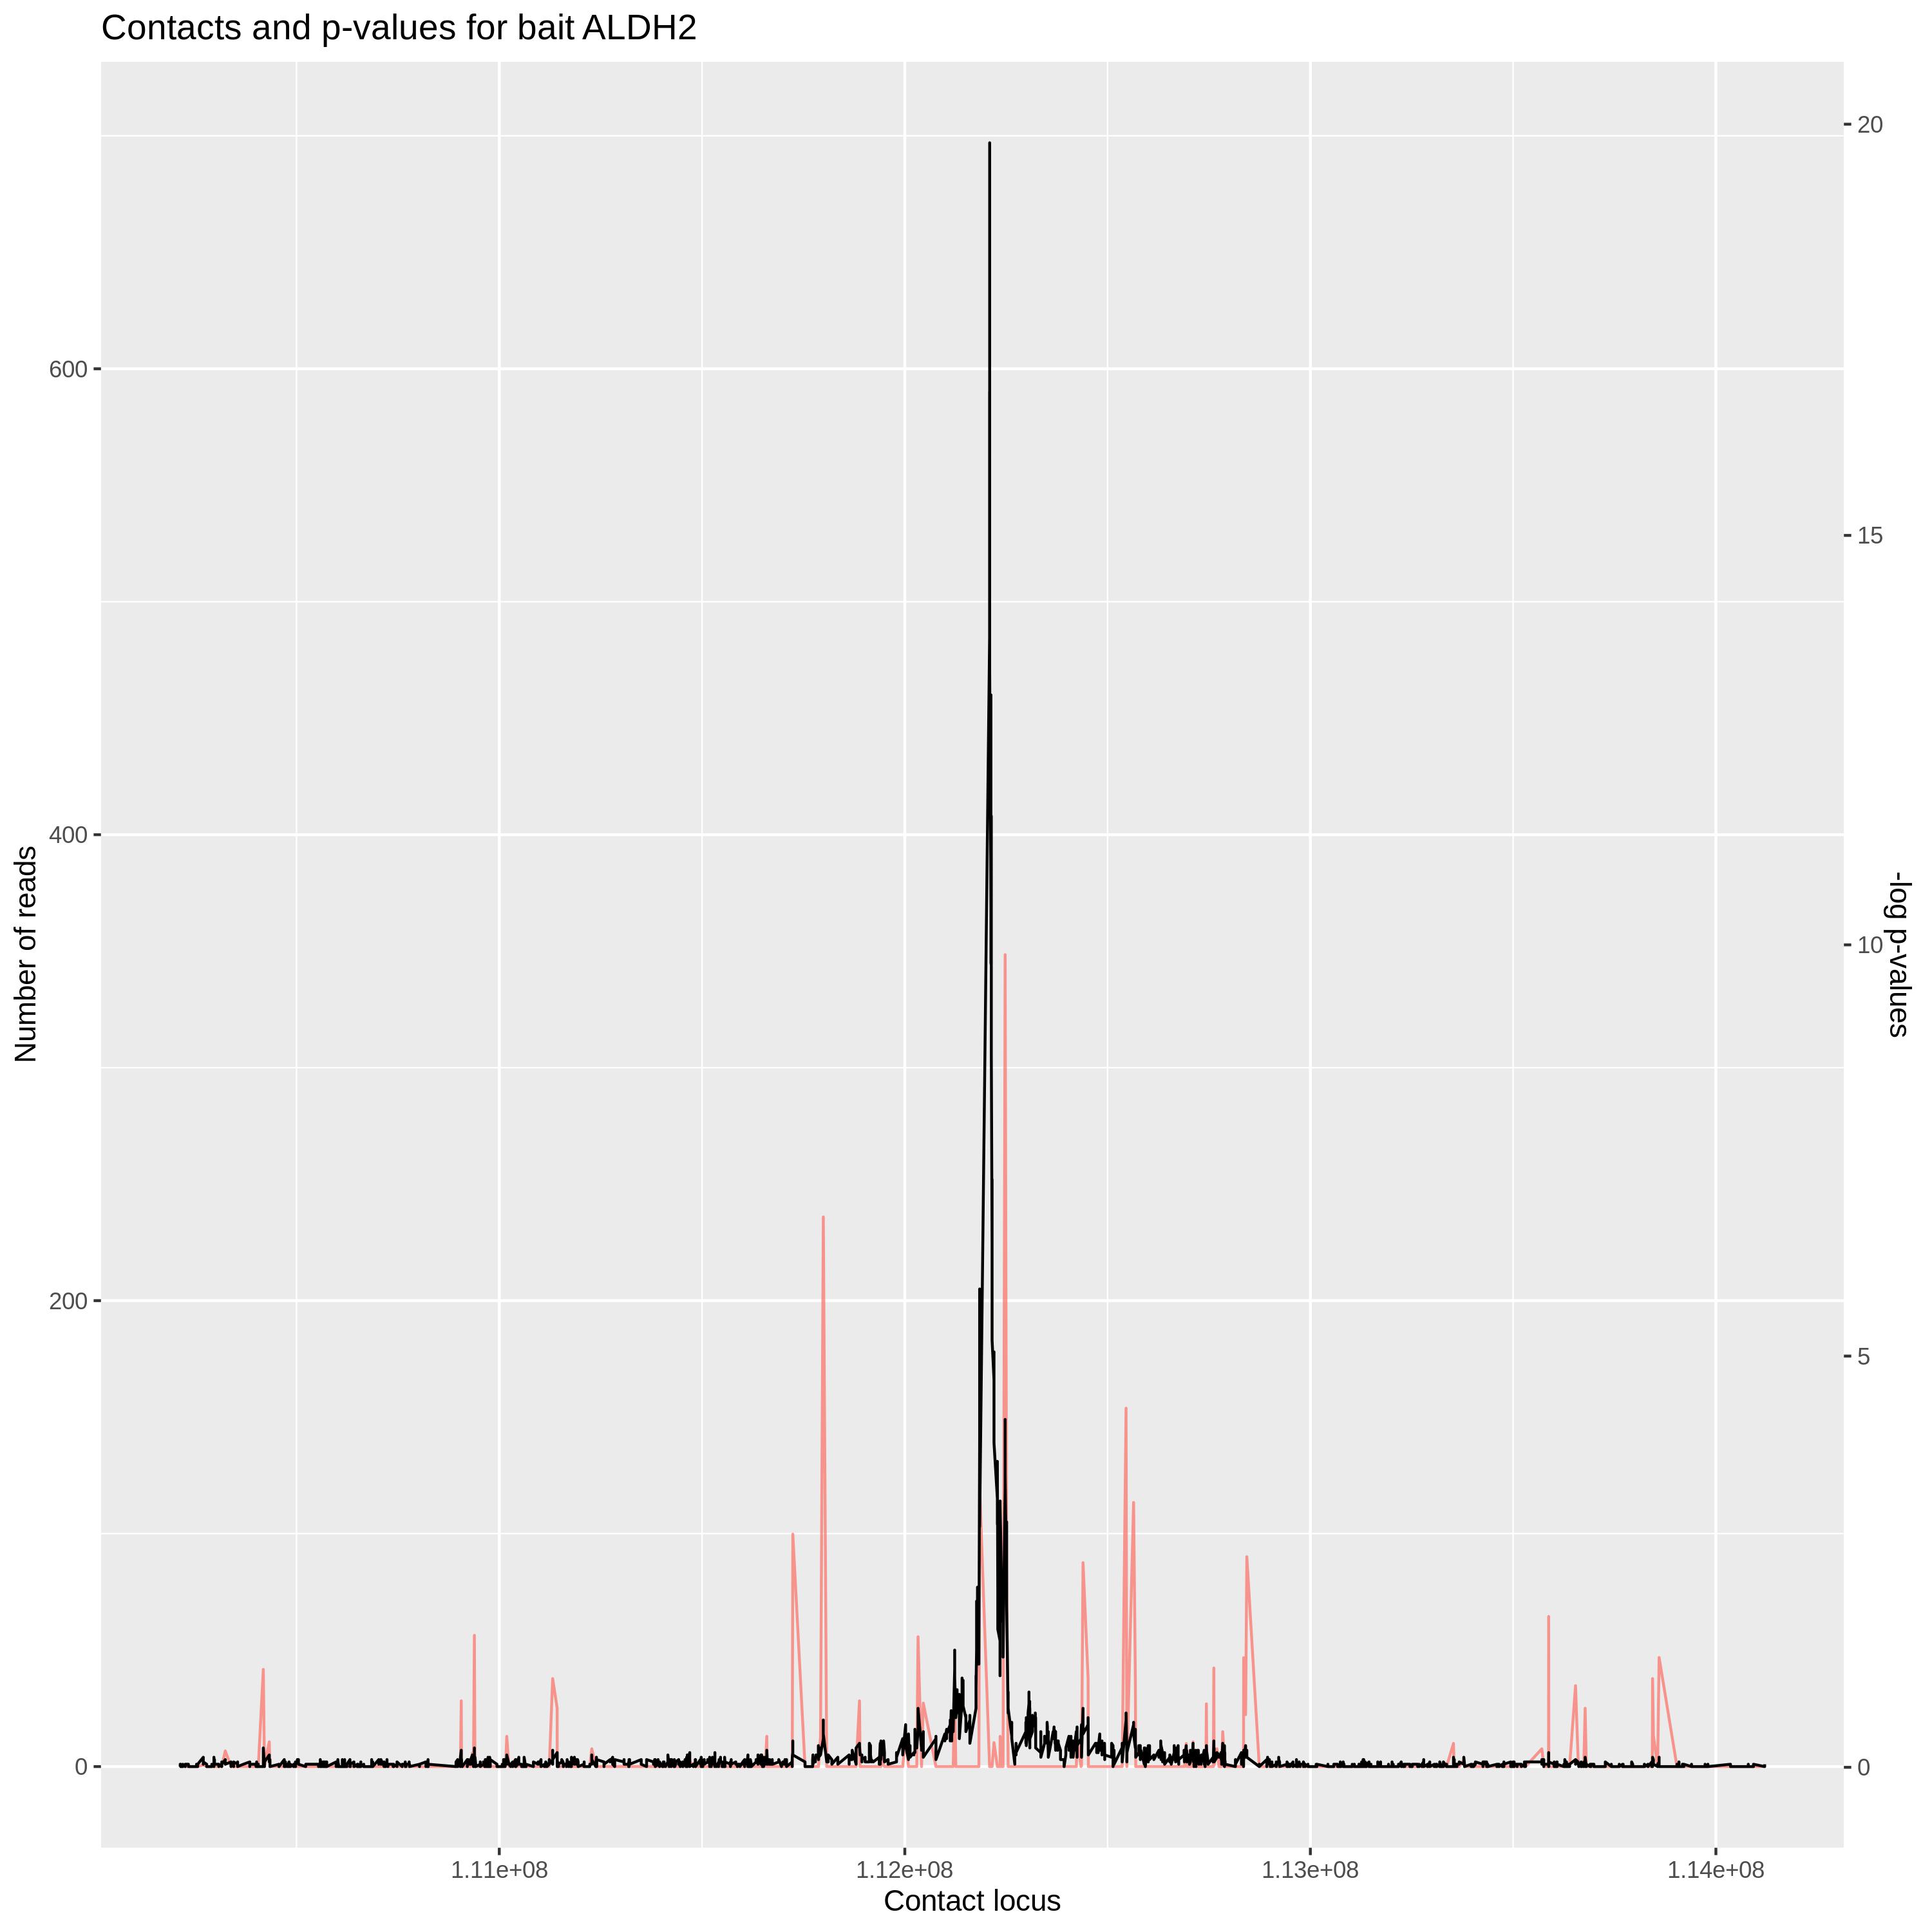 Contacts and p-values for bait ALDH2
Number of reads
600
400
200
0
20
15
10
5
0
-log p-values
1.11e+08
1.12e+08
1.13e+08
1.14e+08
Contact locus